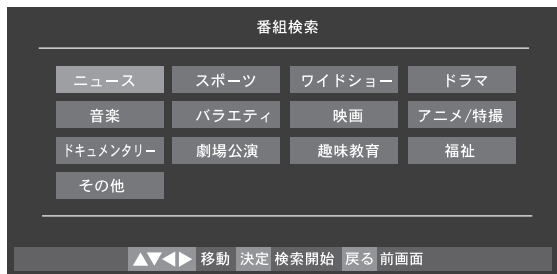 番組検索
ニュース スポーツ ワイドショー ドラマ
音楽 バラエティ 映画 アニメ/特撮
ドキュメンタリー 劇場公演 趣味教育 福祉
その他
▲▼◀▶ 移動 決定 検索開始 戻る 前画面